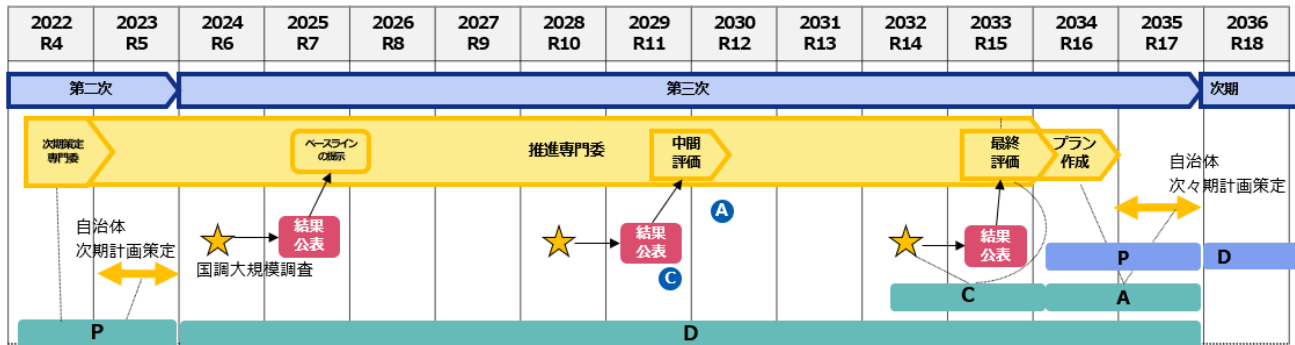 2022 2023 2024 2025 2026 2027 2028 2029 2030 2031 2032 2033 2034 2035 2036
R4 R5 R6 R7 R8 R9 R10 R11 R12 R13 R14 R15 R16 R17 R18
第二次
第三次
次期
次期策定
専門委
ベースライン
の提示
推進専門委
中間
評価
最終
評価
プラン
作成
自治体
次々期計画策定
自治体
次期計画策定
国調大規模調査
結果
公表
結果
公表
結果
公表
A
C
P
D
C
A
P
D